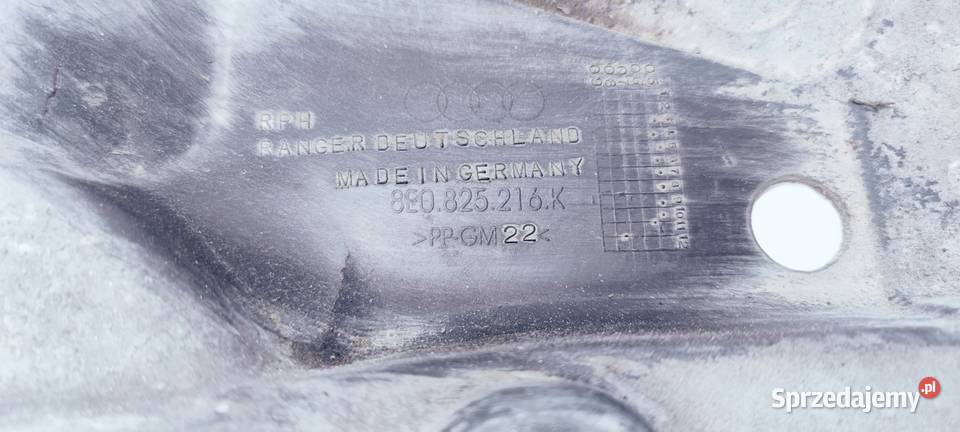 RPH
RANGER DEUTSCHLAND
MADE IN GERMANY
8E0.825.216.K
>PP-GM22<
Sprzedajemy.pl